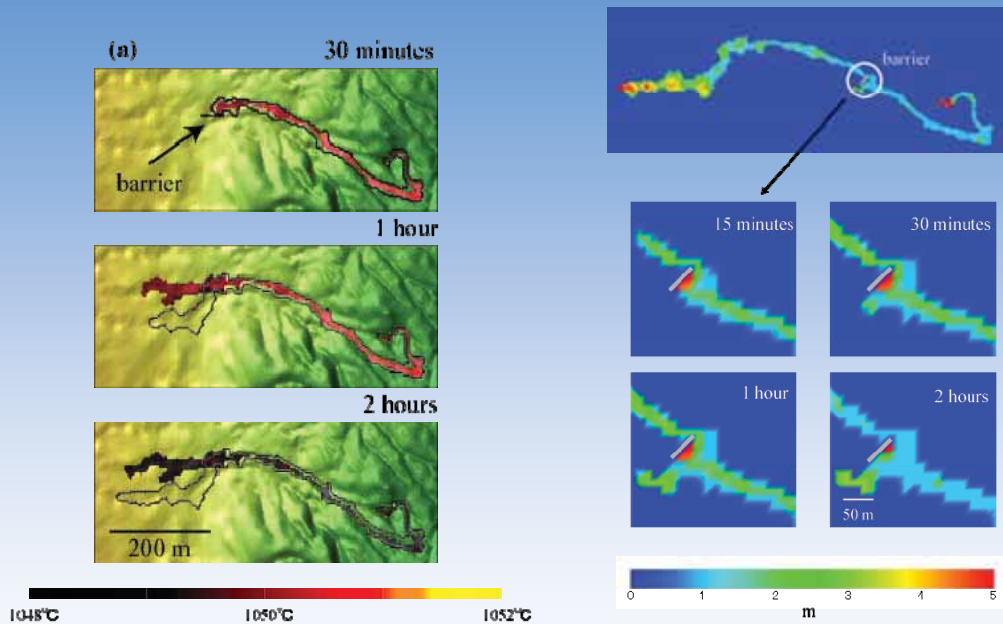 (a)
30 minutes
barrier
1 hour
2 hours
200 m
1048°C
1050°C
1052°C
barrier
15 minutes
30 minutes
1 hour
2 hours
50 m
0 1 2 3 4 5
m